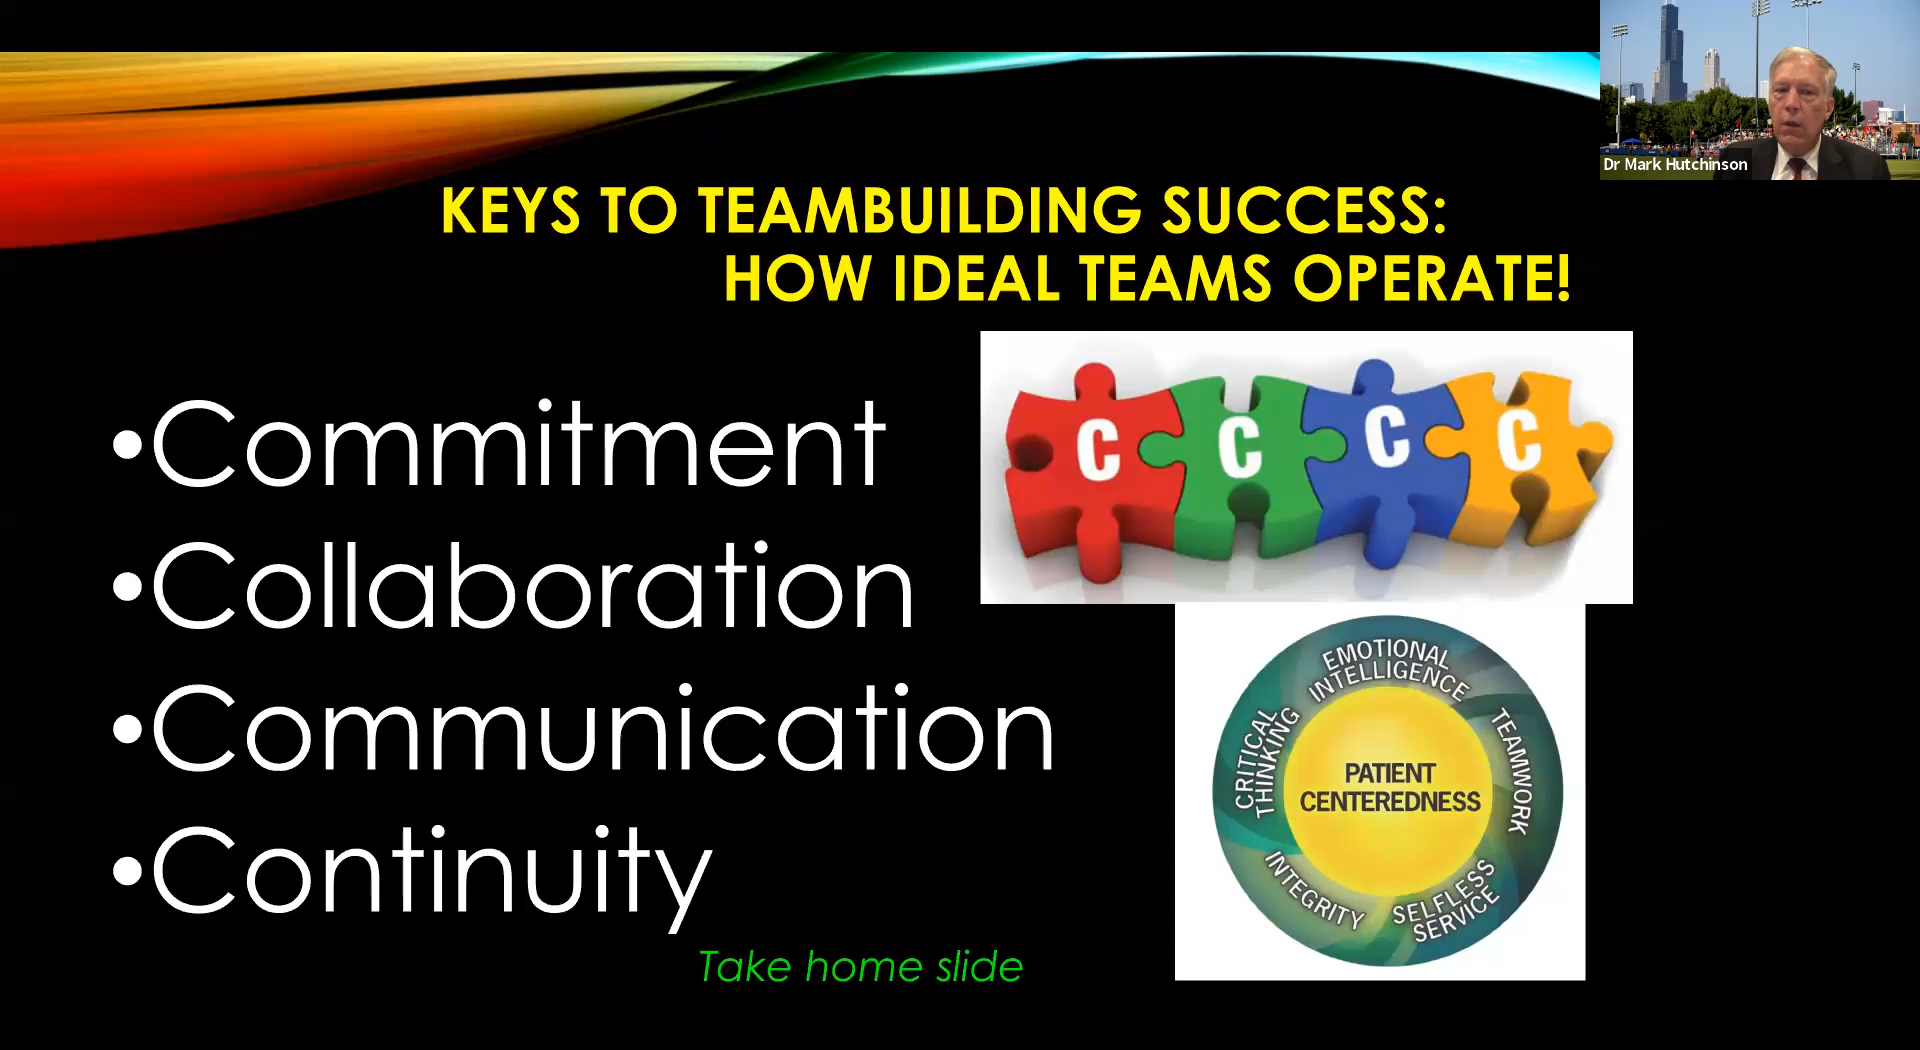 Dr Mark Hutchinson
KEYS TO TEAMBUILDING SUCCESS:
HOW IDEAL TEAMS OPERATE!
•Commitment
•Collaboration
•Communication
•Continuity
Take home slide
C C C C
EMOTIONAL
INTELLIGENCE
TEAMWORK
SELFLESS
SERVICE
INTEGRITY
CRITICAL
THINKING
PATIENT
CENTEREDNESS